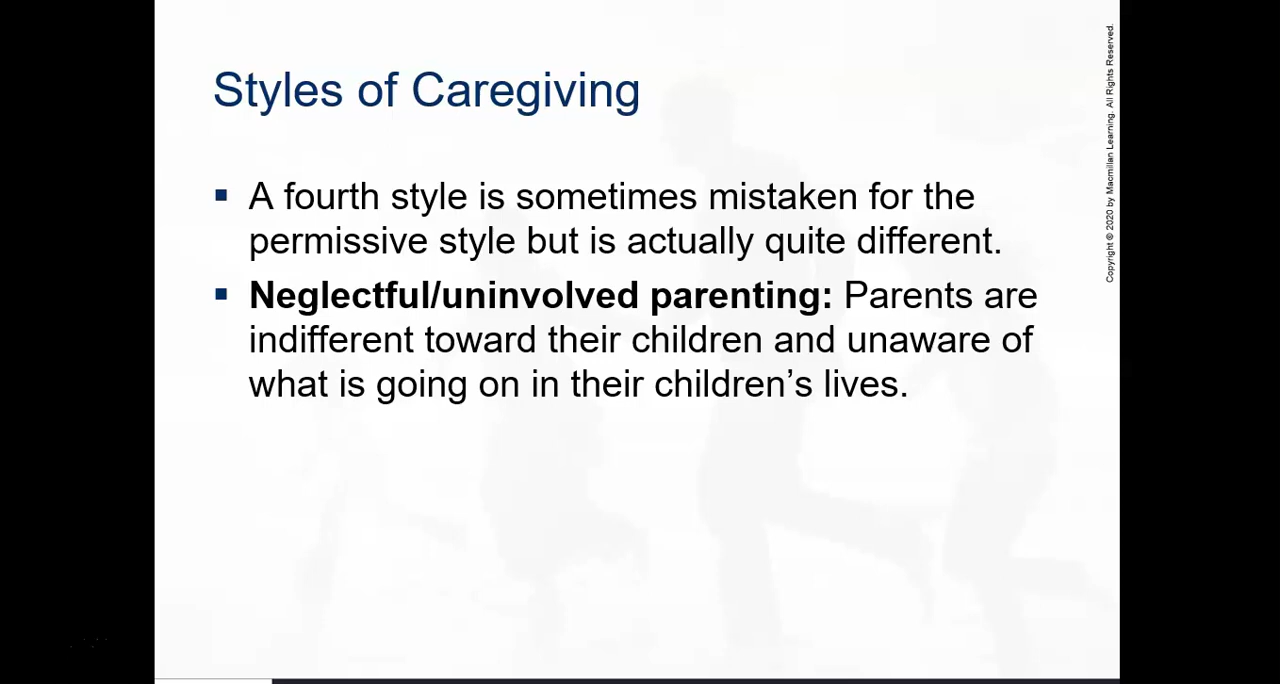 Styles of Caregiving
▪ A fourth style is sometimes mistaken for the
permissive style but is actually quite different.
▪ Neglectful/uninvolved parenting: Parents are
indifferent toward their children and unaware of
what is going on in their children’s lives.
Copyright © 2020 by Macmillan Learning. All Rights Reserved.